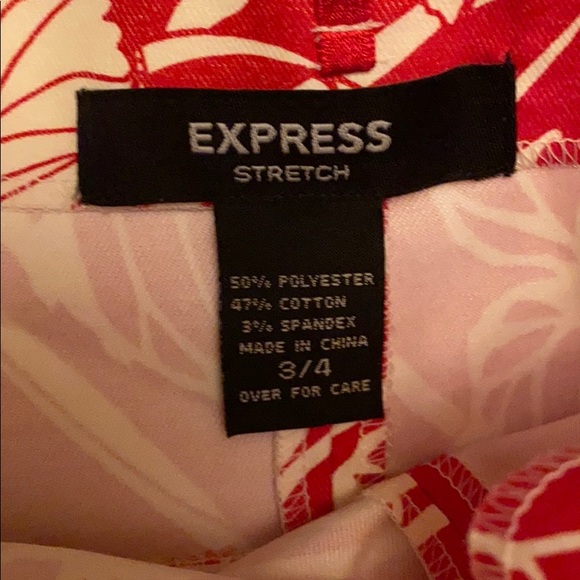 EXPRESS
STRETCH
50% POLYESTER
47% COTTON
3% SPANDEX
MADE IN CHINA
3/4
OVER FOR CARE